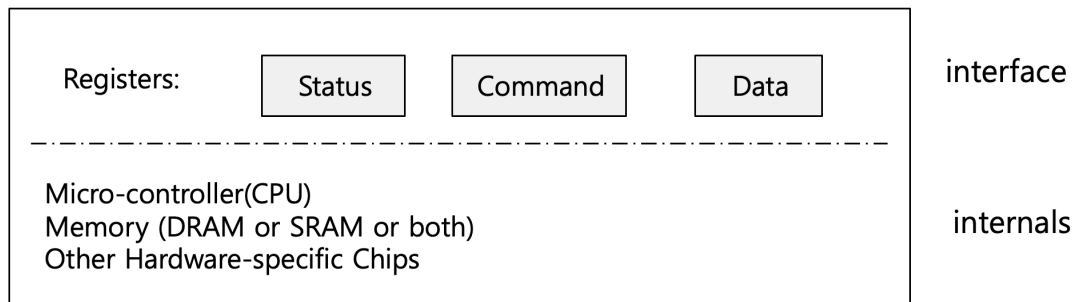 Registers: Status Command Data interface
Micro-controller(CPU)
Memory (DRAM or SRAM or both) internals
Other Hardware-specific Chips